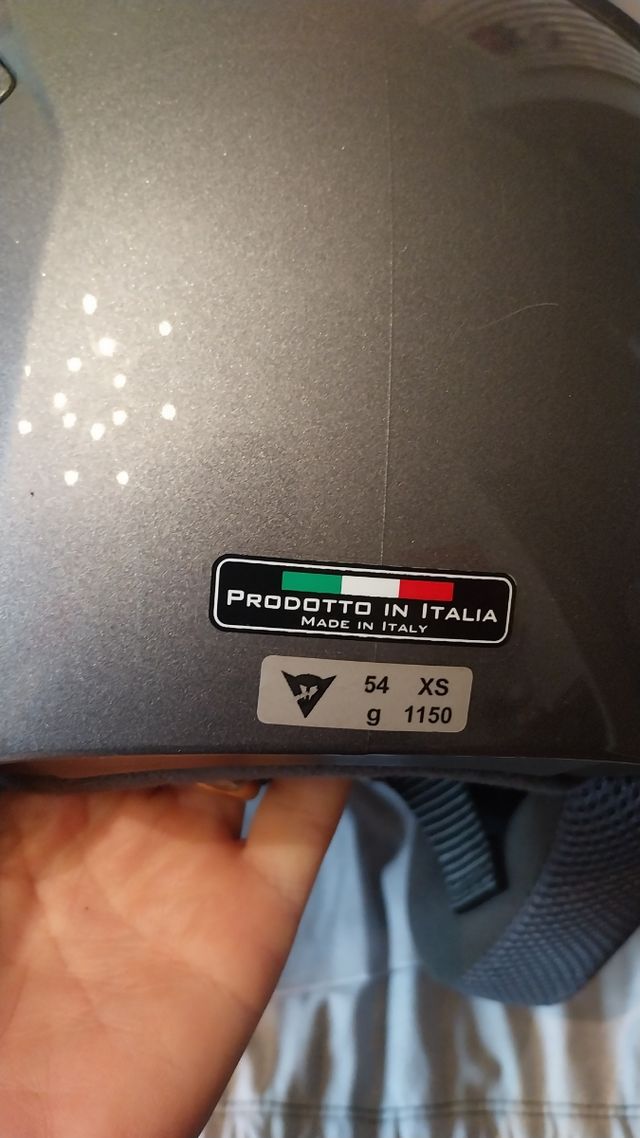 PRODOTTO IN ITALIA
MADE IN ITALY
54 XS
g 1150